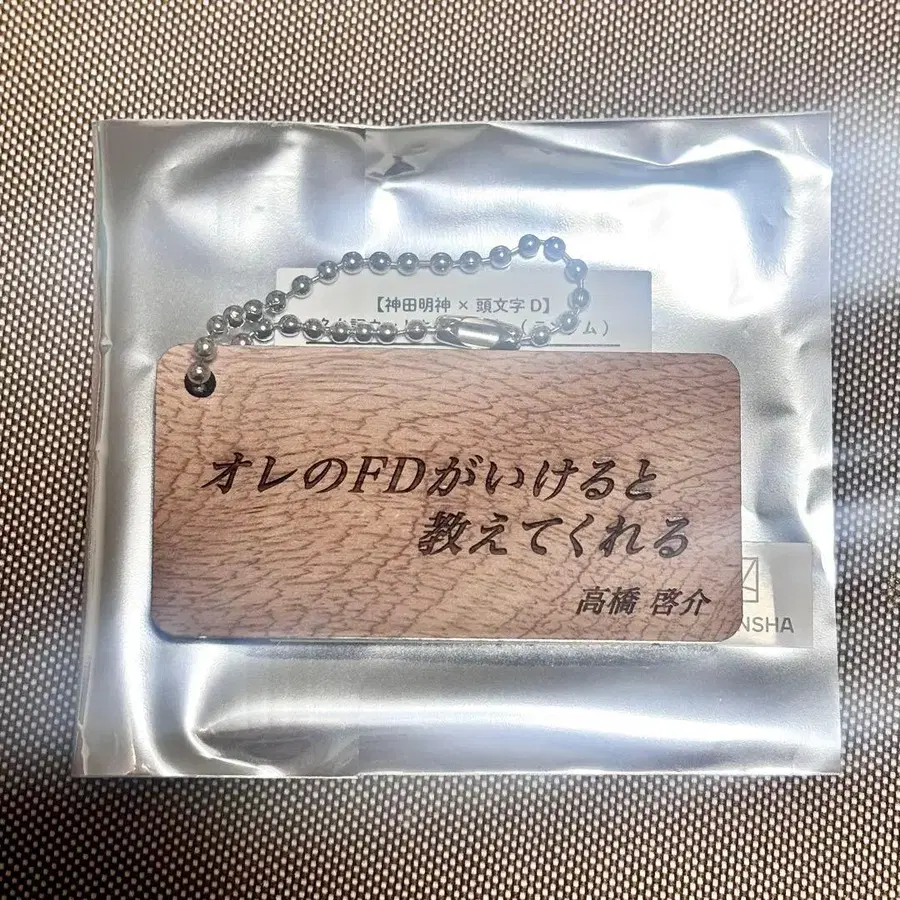 【神田明神 × 頭文字 D】
ム）
オレのFDがいけると
教えてくれる
高橋 啓介
NSHA